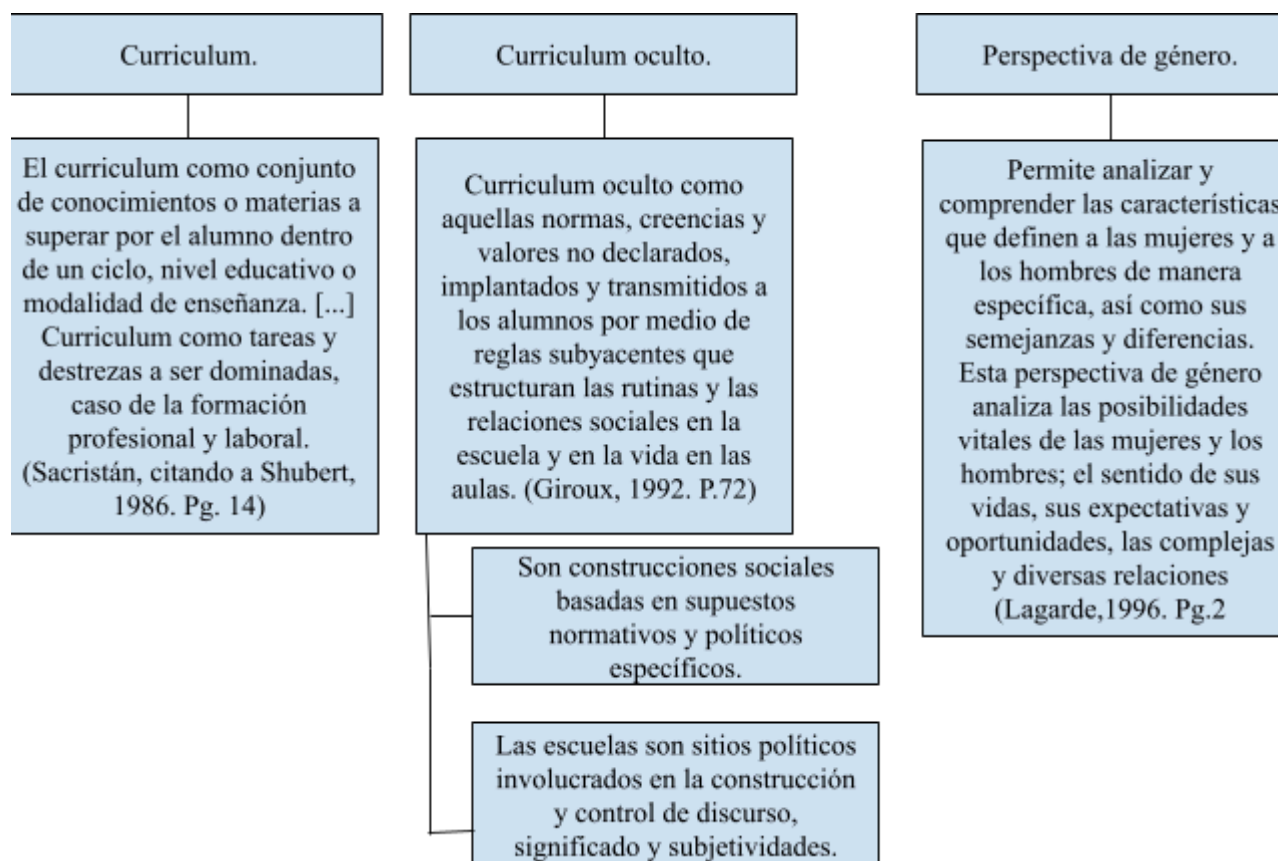 Curriculum.
El curriculum como conjunto
de conocimientos o materias a
superar por el alumno dentro
de un ciclo, nivel educativo o
modalidad de enseñanza. [...]
Curriculum como tareas y
destrezas a ser dominadas,
caso de la formación
profesional y laboral.
(Sacristán, citando a Shubert,
1986. Pg. 14)
Curriculum oculto.
Curriculum oculto como
aquellas normas, creencias y
valores no declarados,
implantados y transmitidos a
los alumnos por medio de
reglas subyacentes que
estructuran las rutinas y las
relaciones sociales en la
escuela y en la vida en las
aulas. (Giroux, 1992. P.72)
Son construcciones sociales
basadas en supuestos
normativos y políticos
específicos.
Las escuelas son sitios políticos
involucrados en la construcción
y control de discurso,
significado y subjetividades.
Perspectiva de género.
Permite analizar y
comprender las características
que definen a las mujeres y a
los hombres de manera
específica, así como sus
semejanzas y diferencias.
Esta perspectiva de género
analiza las posibilidades
vitales de las mujeres y los
hombres; el sentido de sus
vidas, sus expectativas y
oportunidades, las complejas
y diversas relaciones
(Lagarde,1996. Pg.2